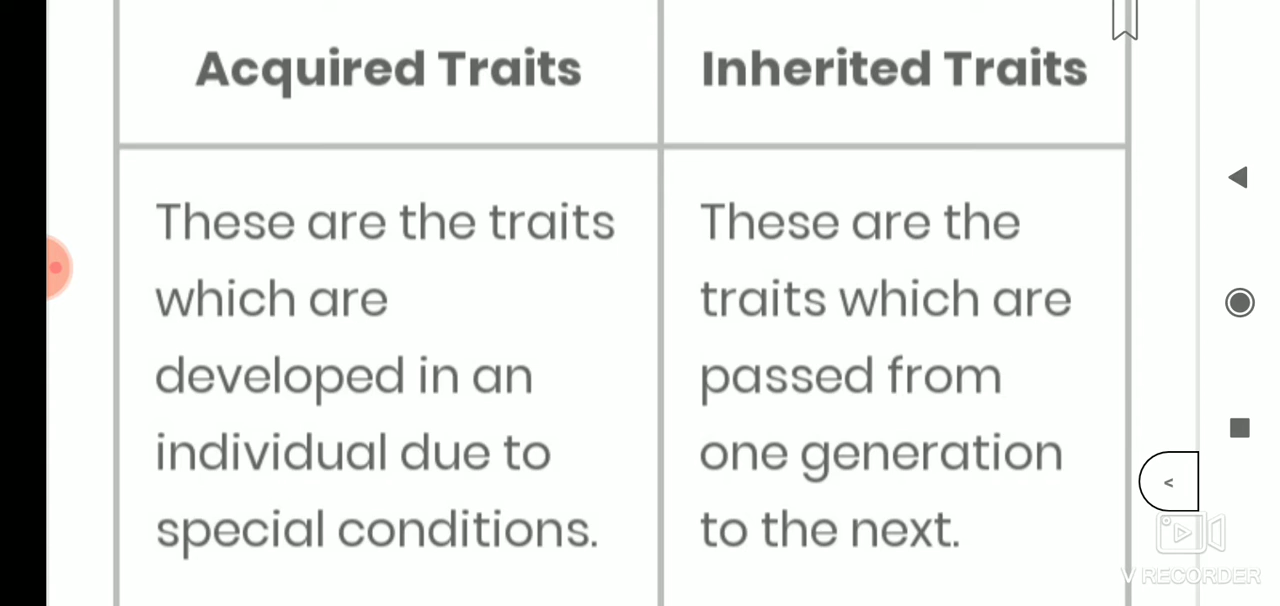 Acquired Traits
Inherited Traits
These are the traits
which are
developed in an
individual due to
special conditions.
These are the
traits which are
passed from
one generation
to the next.
<
V RECORDER